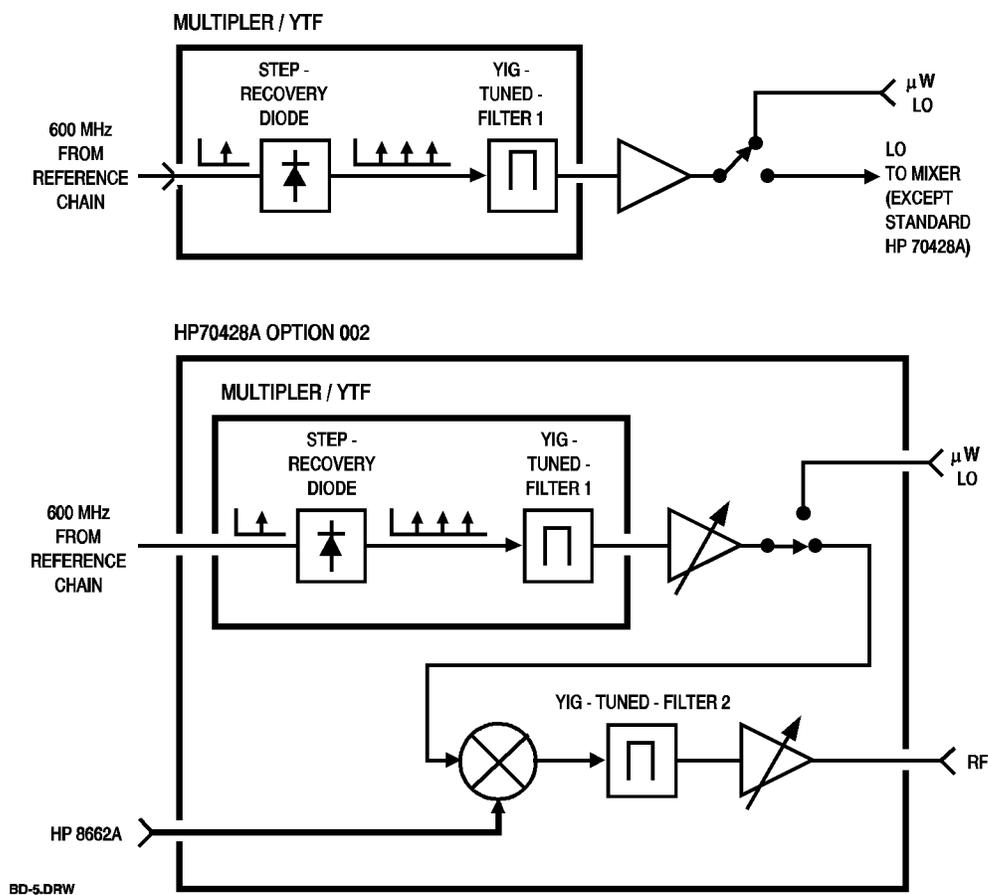 MULTIPLER / YTF
STEP -
RECOVERY
DIODE
YIG -
TUNED -
FILTER 1
600 MHz
FROM
REFERENCE
CHAIN
μW
LO
LO
TO MIXER
(EXCEPT
STANDARD
HP 70428A)
HP70428A OPTION 002
MULTIPLER / YTF
STEP -
RECOVERY
DIODE
YIG -
TUNED -
FILTER 1
600 MHz
FROM
REFERENCE
CHAIN
μW
LO
YIG - TUNED - FILTER 2
RF
HP 8662A
BD-5.DRW